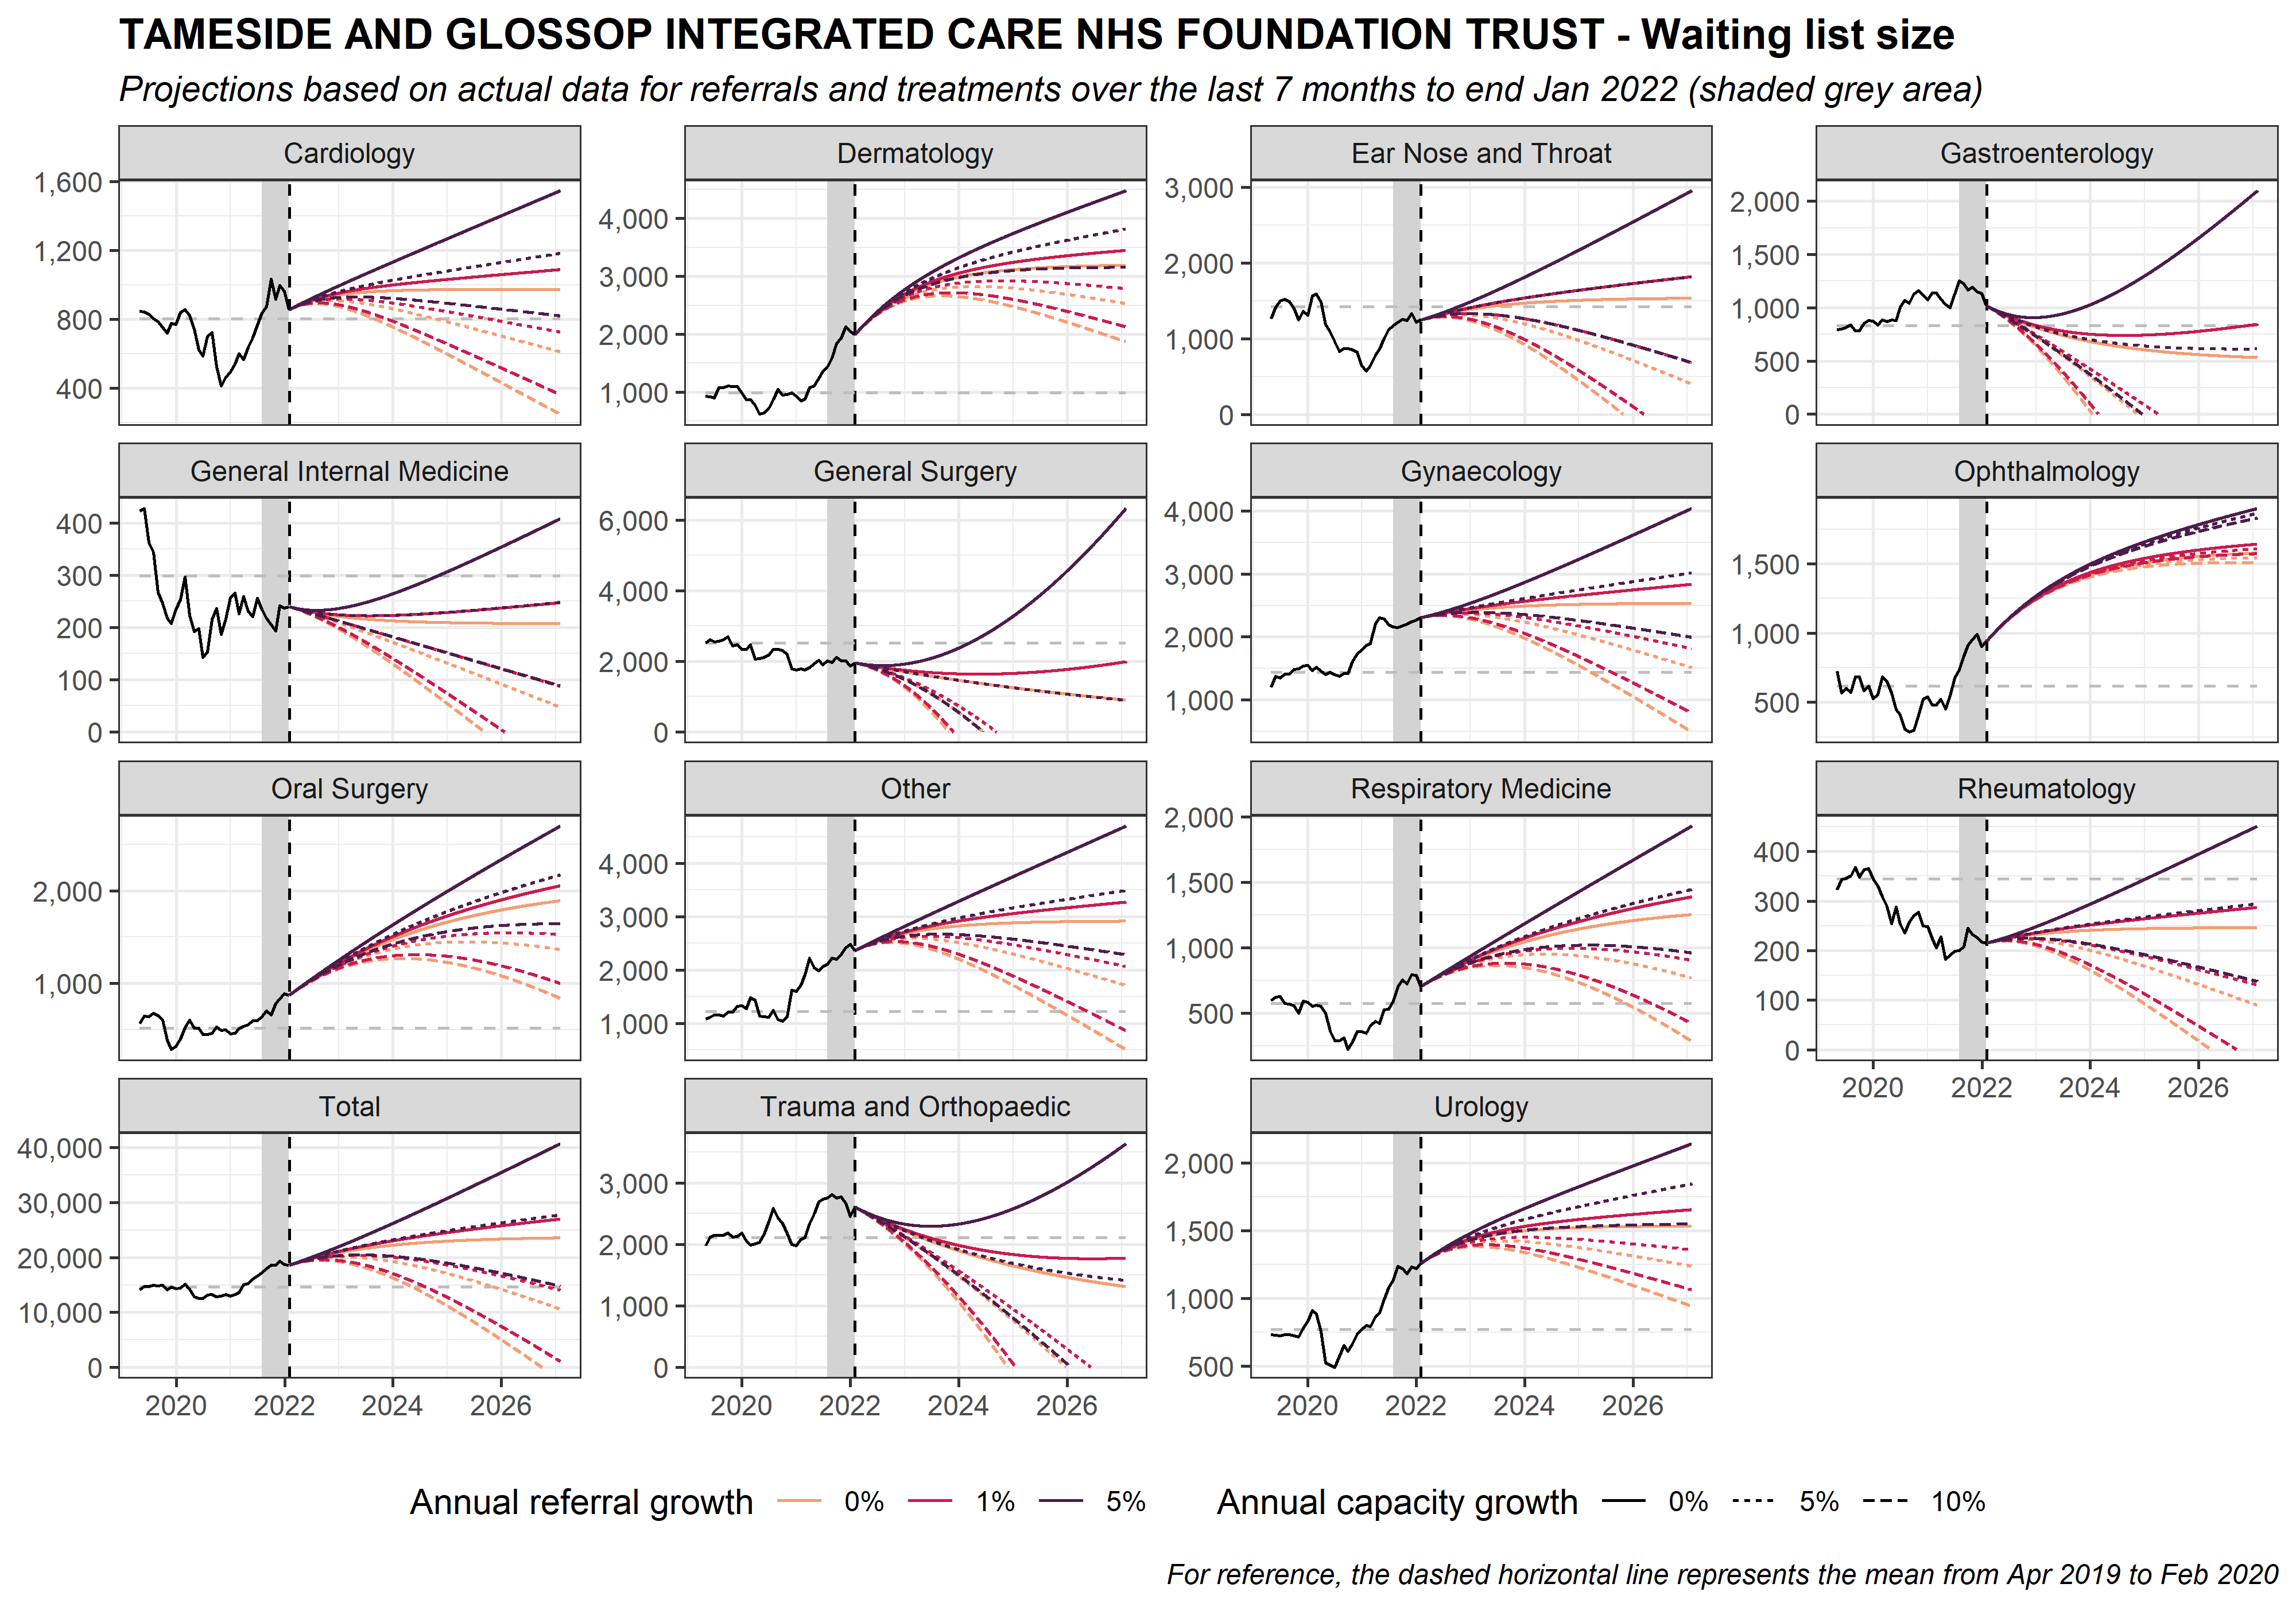 TAMESIDE AND GLOSSOP INTEGRATED CARE NHS FOUNDATION TRUST - Waiting list size
Projections based on actual data for referrals and treatments over the last 7 months to end Jan 2022 (shaded grey area)
Cardiology
1,600
1,200
800
400
Dermatology
4,000
3,000
2,000
1,000
Ear Nose and Throat
3,000
2,000
1,000
0
Gastroenterology
2,000
1,500
1,000
500
0
General Internal Medicine
400
300
200
100
0
General Surgery
6,000
4,000
2,000
0
Gynaecology
4,000
3,000
2,000
1,000
Ophthalmology
1,500
1,000
500
Oral Surgery
2,000
1,000
Other
4,000
3,000
2,000
1,000
Respiratory Medicine
2,000
1,500
1,000
500
Rheumatology
400
300
200
100
0
2020 2022 2024 2026
Total
40,000
30,000
20,000
10,000
0
2020 2022 2024 2026
Trauma and Orthopaedic
3,000
2,000
1,000
0
2020 2022 2024 2026
Urology
2,000
1,500
1,000
500
2020 2022 2024 2026
Annual referral growth 0% 1% 5% Annual capacity growth 0% 5% 10%
For reference, the dashed horizontal line represents the mean from Apr 2019 to Feb 2020